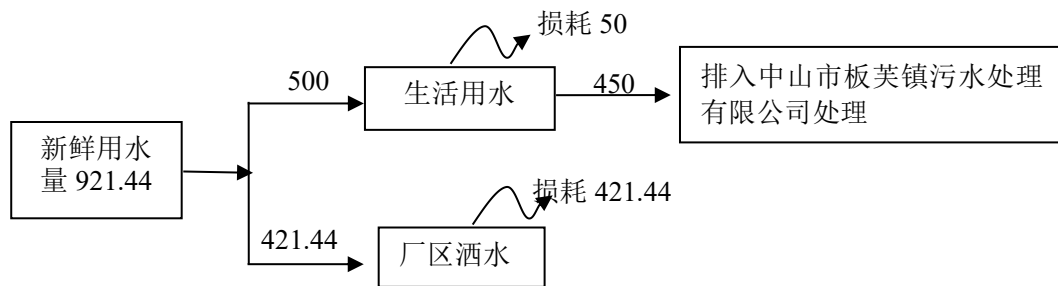 损耗 50
500
生活用水
450
排入中山市板芙镇污水处理
有限公司处理
新鲜用水
量 921.44
损耗 421.44
421.44
厂区洒水